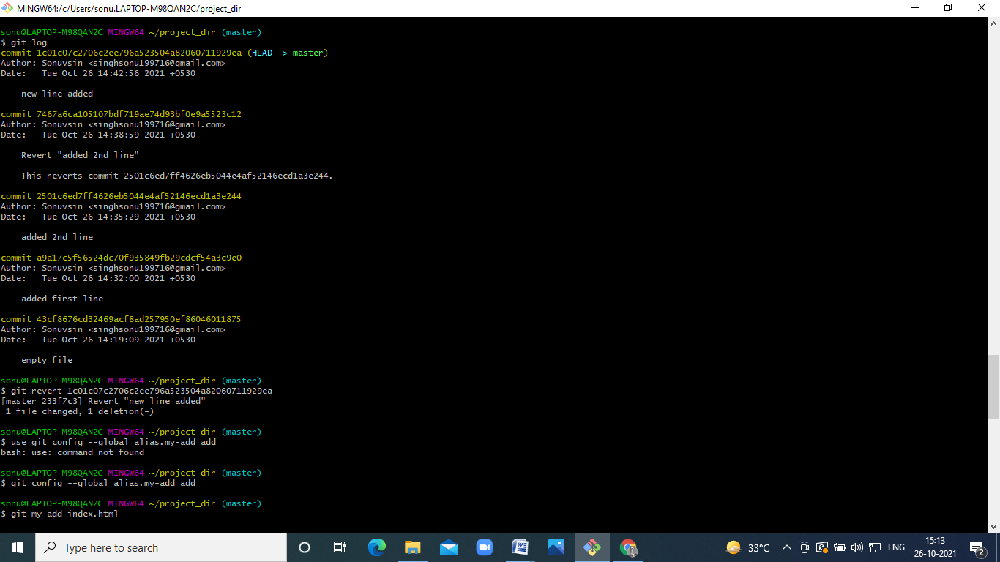 MINGW64:/c/Users/sonu.LAPTOP-M98QAN2C/project_dir
sonu@LAPTOP-M98QAN2C MINGW64 ~/project_dir (master)
$ git log
commit 1c01c07c2706c2ee796a523504a82060711929ea (HEAD -> master)
Author: Sonuvsin <singhsonu199716@gmail.com>
Date:   Tue Oct 26 14:42:56 2021 +0530
    new line added
commit 7467a6ca105107bdf719ae74d93bf0e9a5523c12
Author: Sonuvsin <singhsonu199716@gmail.com>
Date:   Tue Oct 26 14:38:59 2021 +0530
    Revert "added 2nd line"
    This reverts commit 2501c6ed7ff4626eb5044e4af52146ecd1a3e244.
commit 2501c6ed7ff4626eb5044e4af52146ecd1a3e244
Author: Sonuvsin <singhsonu199716@gmail.com>
Date:   Tue Oct 26 14:35:29 2021 +0530
    added 2nd line
commit a9a17c5f56524dc70f935849fb29cdcf54a3c9e0
Author: Sonuvsin <singhsonu199716@gmail.com>
Date:   Tue Oct 26 14:32:00 2021 +0530
    added first line
commit 43cf8676cd32469acf8ad257950ef86046011875
Author: Sonuvsin <singhsonu199716@gmail.com>
Date:   Tue Oct 26 14:19:09 2021 +0530
    empty file
sonu@LAPTOP-M98QAN2C MINGW64 ~/project_dir (master)
$ git revert 1c01c07c2706c2ee796a523504a82060711929ea
[master 233f7c3] Revert "new line added"
 1 file changed, 1 deletion(-)
sonu@LAPTOP-M98QAN2C MINGW64 ~/project_dir (master)
$ use git config --global alias.my-add add
bash: use: command not found
sonu@LAPTOP-M98QAN2C MINGW64 ~/project_dir (master)
$ git config --global alias.my-add add
sonu@LAPTOP-M98QAN2C MINGW64 ~/project_dir (master)
$ git my-add index.html
Type here to search
33°C
ENG
15:13
26-10-2021
2